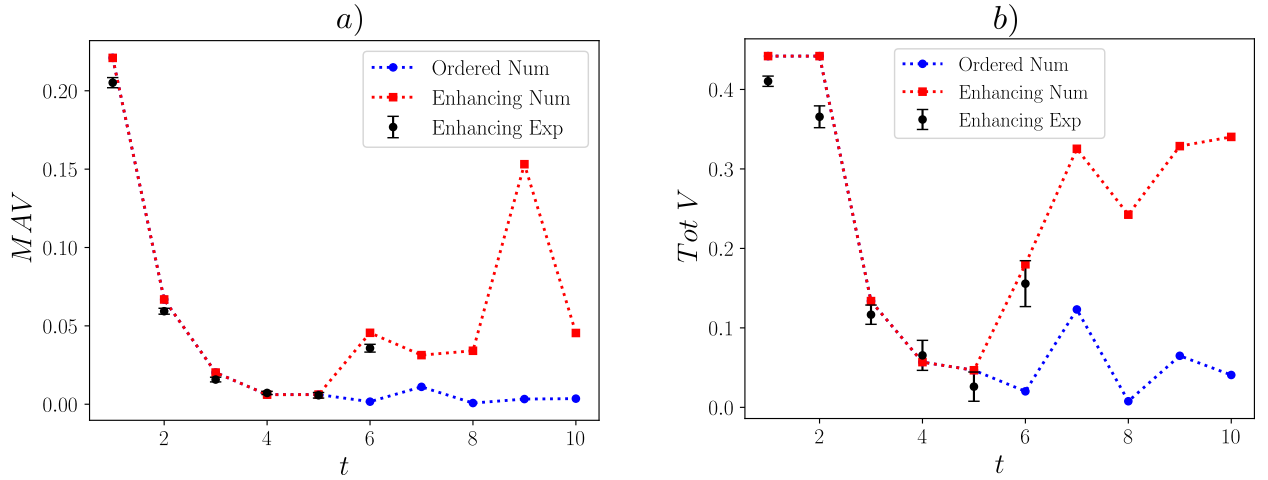 a)
MAV
0.20
0.15
0.10
0.05
0.00
Ordered Num
Enhancing Num
Enhancing Exp
2 4 6 8 10
t
b)
Tot V
0.4
0.3
0.2
0.1
0.0
Ordered Num
Enhancing Num
Enhancing Exp
2 4 6 8 10
t